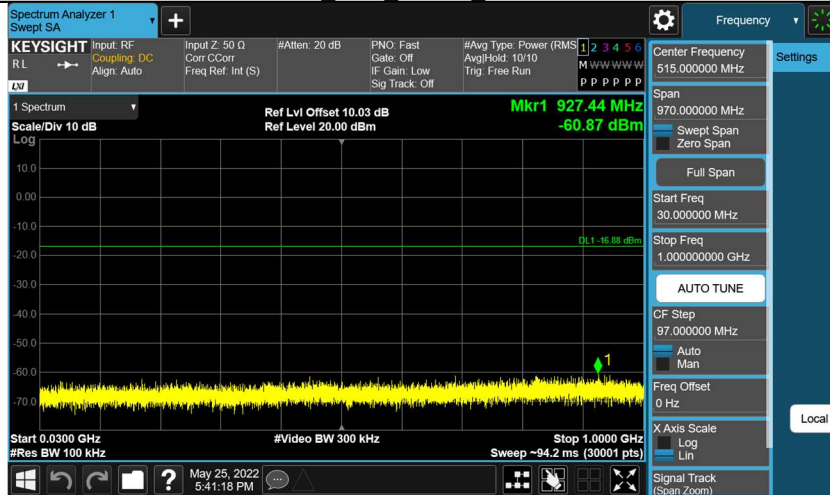 Spectrum Analyzer 1
Swept SA
Frequency
KEYSIGHT
R L
LXI
Input: RF
Coupling: DC
Align: Auto
Input Z: 50 Ω
Corr CCorr
Freq Ref: Int (S)
#Atten: 20 dB
PNO: Fast
Gate: Off
IF Gain: Low
Sig Track: Off
#Avg Type: Power (RMS
Avg|Hold: 10/10
Trig: Free Run
1 2 3 4 5 6
M W W W W W
P P P P P P
1 Spectrum
Scale/Div 10 dB
Log
Ref Lvl Offset 10.03 dB
Ref Level 20.00 dBm
Mkr1 927.44 MHz
-60.87 dBm
10.0
0.00
-10.0
DL1 -16.88 dBm
-20.0
-30.0
-40.0
-50.0
1
-60.0
-70.0
Start 0.0300 GHz
#Res BW 100 kHz
#Video BW 300 kHz
Stop 1.0000 GHz
Sweep ~94.2 ms (30001 pts)
?
May 25, 2022
5:41:18 PM
Center Frequency
515.000000 MHz
Span
970.000000 MHz
Swept Span
Zero Span
Full Span
Start Freq
30.000000 MHz
Stop Freq
1.000000000 GHz
AUTO TUNE
CF Step
97.000000 MHz
Auto
Man
Freq Offset
0 Hz
X Axis Scale
Log
Lin
Signal Track
(Span Zoom)
Settings
Local